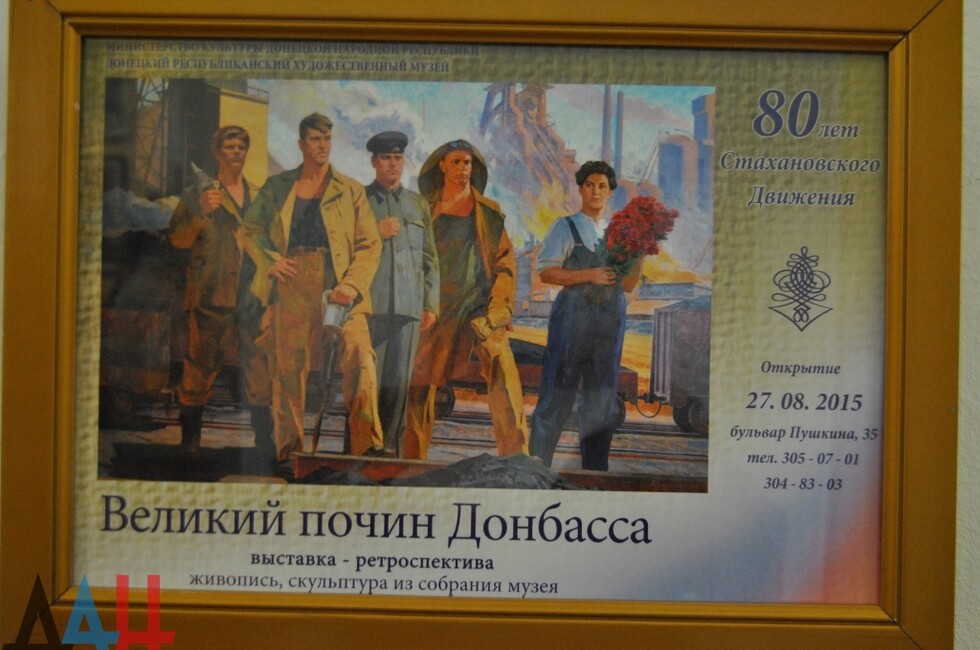 МИНИСТЕРСТВО КУЛЬТУРЫ ДОНЕЦКОЙ НАРОДНОЙ РЕСПУБЛИКИ
ДОНЕЦКИЙ РЕСПУБЛИКАНСКИЙ ХУДОЖЕСТВЕННЫЙ МУЗЕЙ
80 лет
Стахановского
Движения
Открытие
27. 08. 2015
бульвар Пушкина, 35
тел. 305 - 07 - 01
304 - 83 - 03
Великий почин Донбасса
выставка - ретроспектива
живопись, скульптура из собрания музея
ДАН